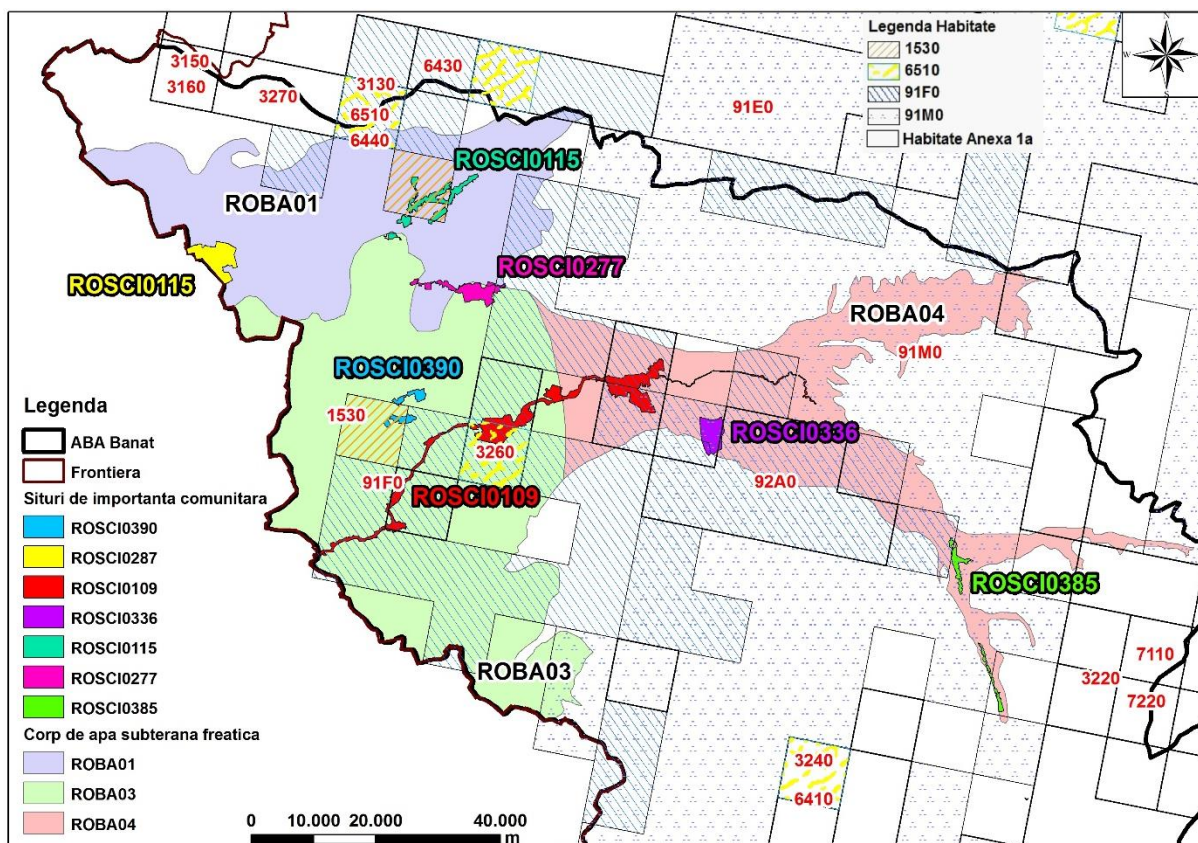 N
W
E
S
Legenda Habitate
1530
6510
91F0
91M0
Habitate Anexa 1a
3150
3160
3270
3130
6430
6510
6440
91E0
ROSCI0115
ROBA01
ROSCI0115
ROSCI0277
ROBA04
91M0
ROSCI0390
1530
3260
91F0
ROSCI0109
ROSCI0336
92A0
ROSCI0385
ROBA03
3220
7110
7220
3240
6410
Legenda
ABA Banat
Frontiera
Situri de importanta comunitara
ROSCI0390
ROSCI0287
ROSCI0109
ROSCI0336
ROSCI0115
ROSCI0277
ROSCI0385
Corp de apa subterana freatica
ROBA01
ROBA03
ROBA04
0 10.000 20.000 40.000
m